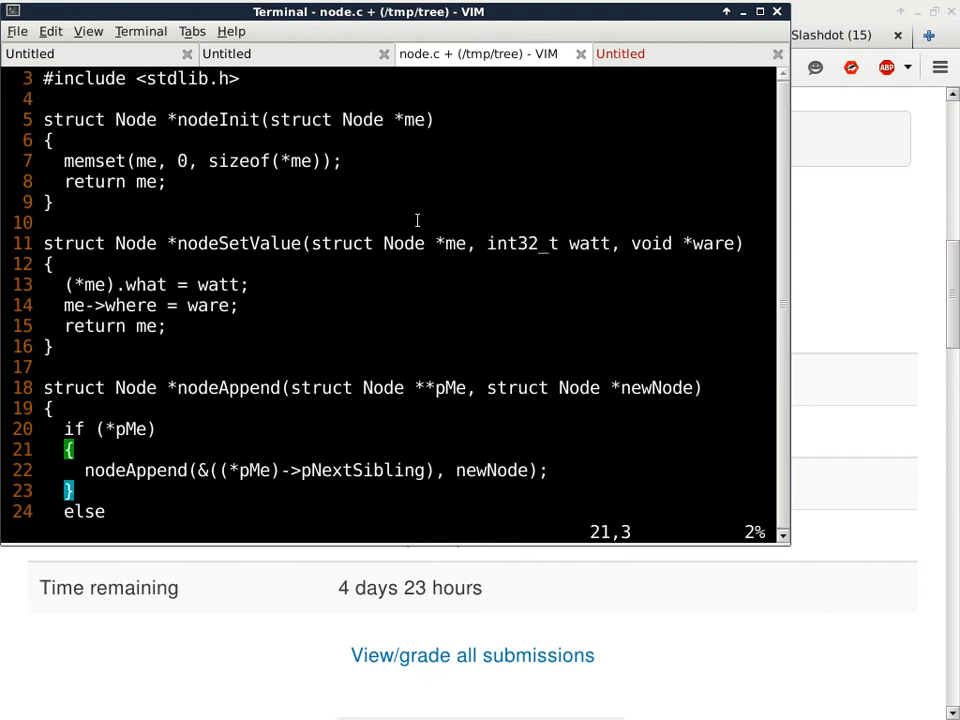 Terminal - node.c + (/tmp/tree) - VIM
File Edit View Terminal Tabs Help
Slashdot (15)
Untitled Untitled node.c + (/tmp/tree) - VIM Untitled
ABP
3 #include <stdlib.h>
4
5 struct Node *nodeInit(struct Node *me)
6 {
7   memset(me, 0, sizeof(*me));
8   return me;
9 }
10
11 struct Node *nodeSetValue(struct Node *me, int32_t watt, void *ware)
12 {
13   (*me).what = watt;
14   me->where = ware;
15   return me;
16 }
17
18 struct Node *nodeAppend(struct Node **pMe, struct Node *newNode)
19 {
20   if (*pMe)
21   {
22     nodeAppend(&((*pMe)->pNextSibling), newNode);
23   }
24   else
21,3 2%
Time remaining 4 days 23 hours
View/grade all submissions